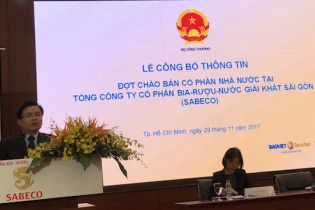 BỘ CÔNG THƯƠNG
LỄ CÔNG BỐ THÔNG TIN
ĐỢT CHÀO BÁN CỔ PHẦN NHÀ NƯỚC TẠI
TỔNG CÔNG TY CỔ PHẦN BIA-RƯỢU-NƯỚC GIẢI KHÁT SÀI GÒN
(SABECO)
Tp. Hồ Chí Minh, ngày 29 tháng 11 năm 2017
BAOVIET Securities
SABECO